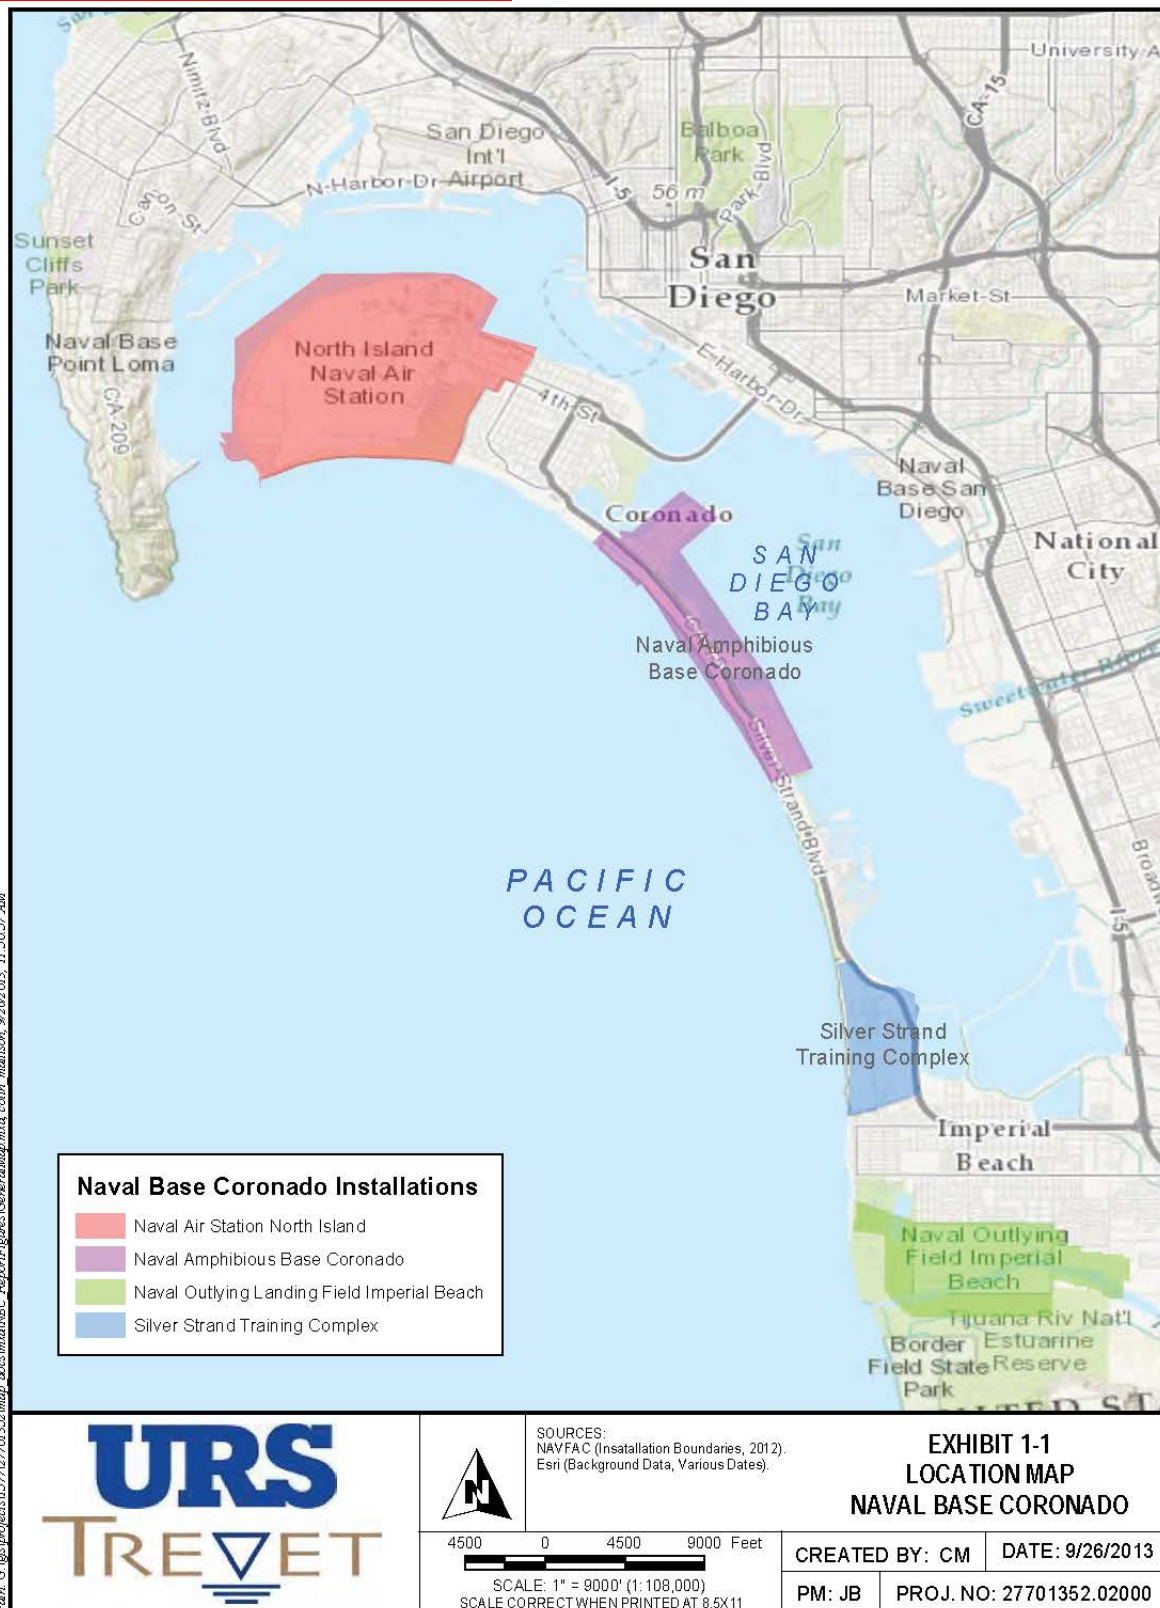 University A
Nimitz Blvd
CA-15
San Diego
Int'l
Airport
Balboa
Park
Park-Blvd
N-Harbor-Dr
I-5
56 m
Sunset
Cliffs
Park
San
Diego
Market-St
Naval Base
Point Loma
CA-209
North Island
Naval Air
Station
E-Harbor-Dr
4th-St
Naval
Base San
Diego
Coronado
National
City
San
Diego
Bay
SAN
DIEGO
BAY
Naval Amphibious
Base Coronado
Sweetwater River
Silver-Strand-Blvd
PACIFIC
OCEAN
I-5
Silver Strand
Training Complex
Imperial
Beach
Naval Outlying
Field Imperial
Beach
Tijuana Riv Nat'l
Estuarine
Reserve
Border
Field State
Park
Naval Base Coronado Installations
Naval Air Station North Island
Naval Amphibious Base Coronado
Naval Outlying Landing Field Imperial Beach
Silver Strand Training Complex
URS
TREVET
N
SOURCES:
NAVFAC (Insatallation Boundaries, 2012).
Esri (Background Data, Various Dates).
EXHIBIT 1-1
LOCATION MAP
NAVAL BASE CORONADO
4500 0 4500 9000 Feet
SCALE: 1" = 9000' (1:108,000)
SCALE CORRECT WHEN PRINTED AT 8.5X11
CREATED BY: CM
DATE: 9/26/2013
PM: JB
PROJ. NO: 27701352.02000